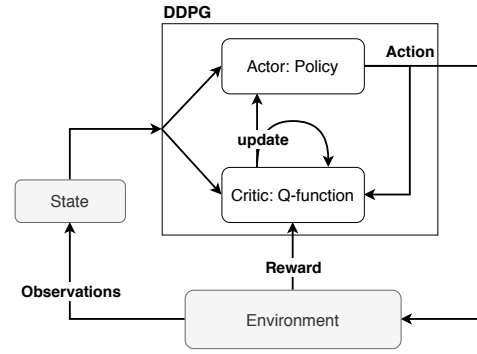 DDPG
Actor: Policy
Action
update
Critic: Q-function
State
Reward
Observations
Environment